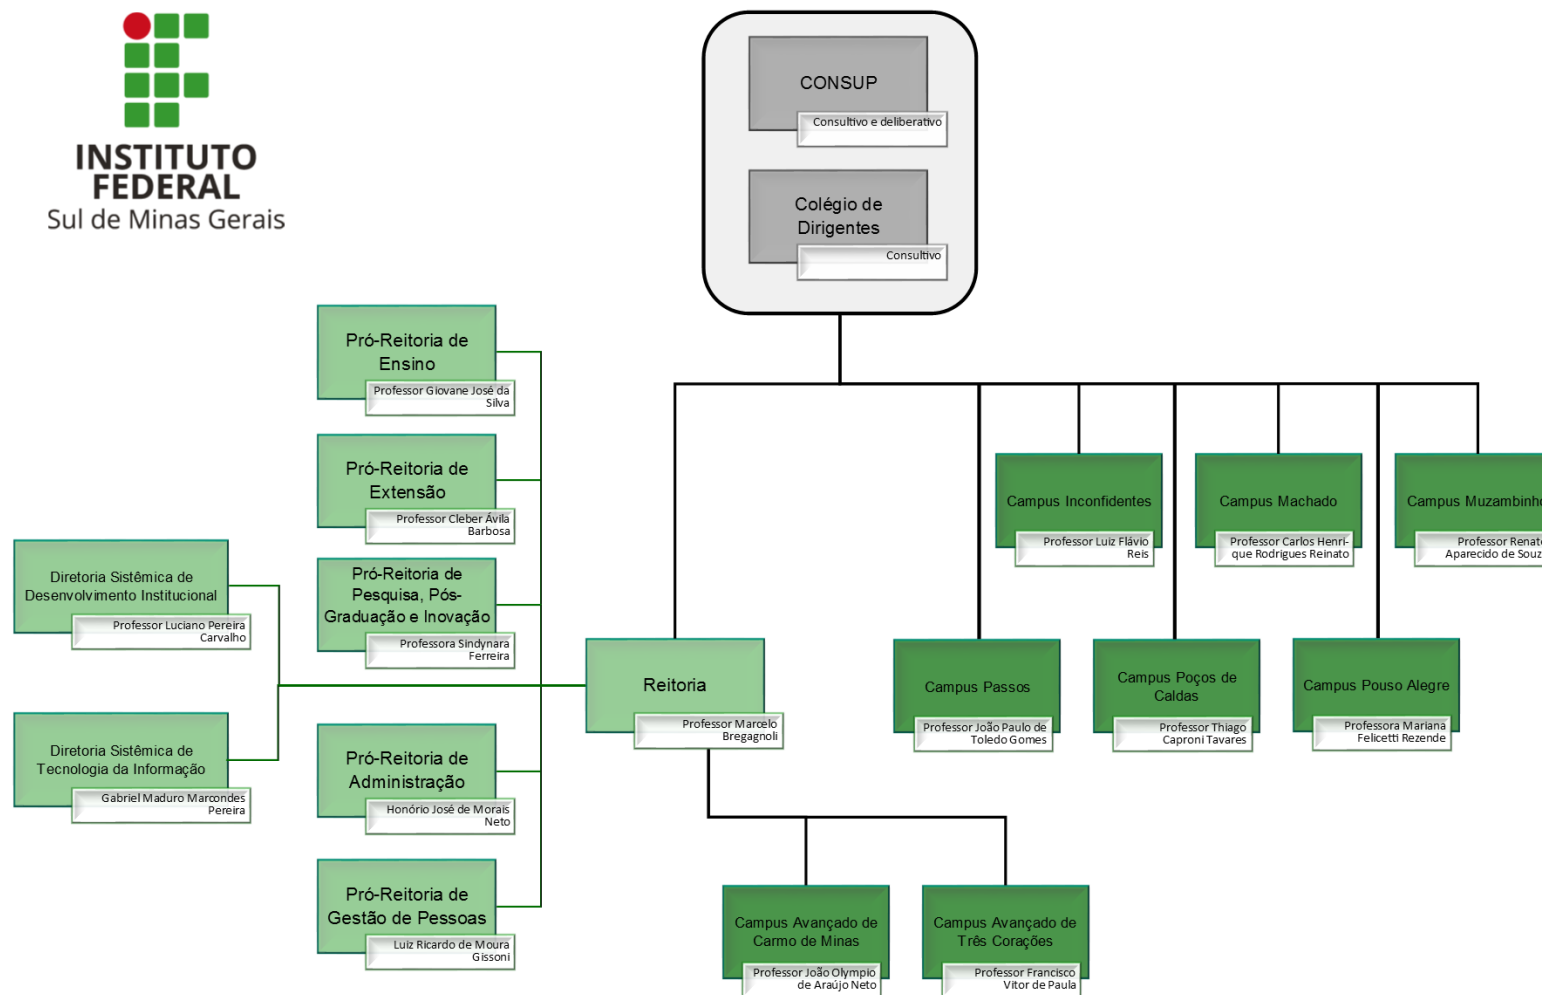 INSTITUTO
FEDERAL
Sul de Minas Gerais
CONSUP
Consultivo e deliberativo
Colégio de
Dirigentes
Consultivo
Pró-Reitoria de
Ensino
Professor Giovane José da
Silva
Pró-Reitoria de
Extensão
Professor Cleber Ávila
Barbosa
Pró-Reitoria de
Pesquisa, Pós-
Graduação e Inovação
Professora Sindynara
Ferreira
Diretoria Sistêmica de
Desenvolvimento Institucional
Professor Luciano Pereira
Carvalho
Diretoria Sistêmica de
Tecnologia da Informação
Gabriel Maduro Marcondes
Pereira
Pró-Reitoria de
Administração
Honório José de Morais
Neto
Pró-Reitoria de
Gestão de Pessoas
Luiz Ricardo de Moura
Gissoni
Reitoria
Professor Marcelo
Bregagnoli
Campus Inconfidentes
Professor Luiz Flávio
Reis
Campus Machado
Professor Carlos Henri-
que Rodrigues Reinato
Campus Muzambinho
Professor Renato
Aparecido de Souz
Campus Passos
Professor João Paulo de
Toledo Gomes
Campus Poços de
Caldas
Professor Thiago
Caproni Tavares
Campus Pouso Alegre
Professora Mariana
Felicetti Rezende
Campus Avançado de
Carmo de Minas
Professor João Olympio
de Araújo Neto
Campus Avançado de
Três Corações
Professor Francisco
Vitor de Paula